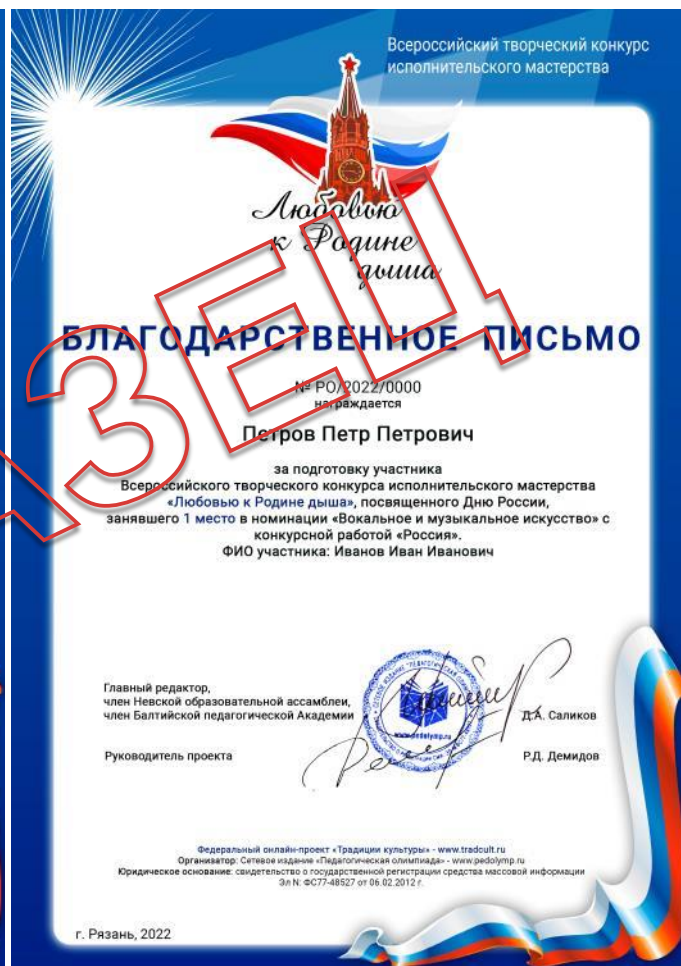 Всероссийский творческий конкурс
исполнительского мастерства
Любовью
к Родине
дыша
БЛАГОДАРСТВЕННОЕ ПИСЬМО
№ РО/2022/0000
награждается
Петров Петр Петрович
за подготовку участника
Всероссийского творческого конкурса исполнительского мастерства
«Любовью к Родине дыша», посвященного Дню России,
занявшего 1 место в номинации «Вокальное и музыкальное искусство» с
конкурсной работой «Россия».
ФИО участника: Иванов Иван Иванович
АЗЕЦ
Главный редактор,
член Невской образовательной ассамблеи,
член Балтийской педагогической Академии
Д.А. Саликов
www.pedolymp.ru
Руководитель проекта
Р.Д. Демидов
Федеральный онлайн-проект «Традиции культуры» - www.tradcult.ru
Организатор: Сетевое издание «Педагогическая олимпиада» - www.pedolymp.ru
Юридическое основание: свидетельство о государственной регистрации средства массовой информации
Эл N: ФС77-48527 от 06.02.2012 г.
г. Рязань, 2022